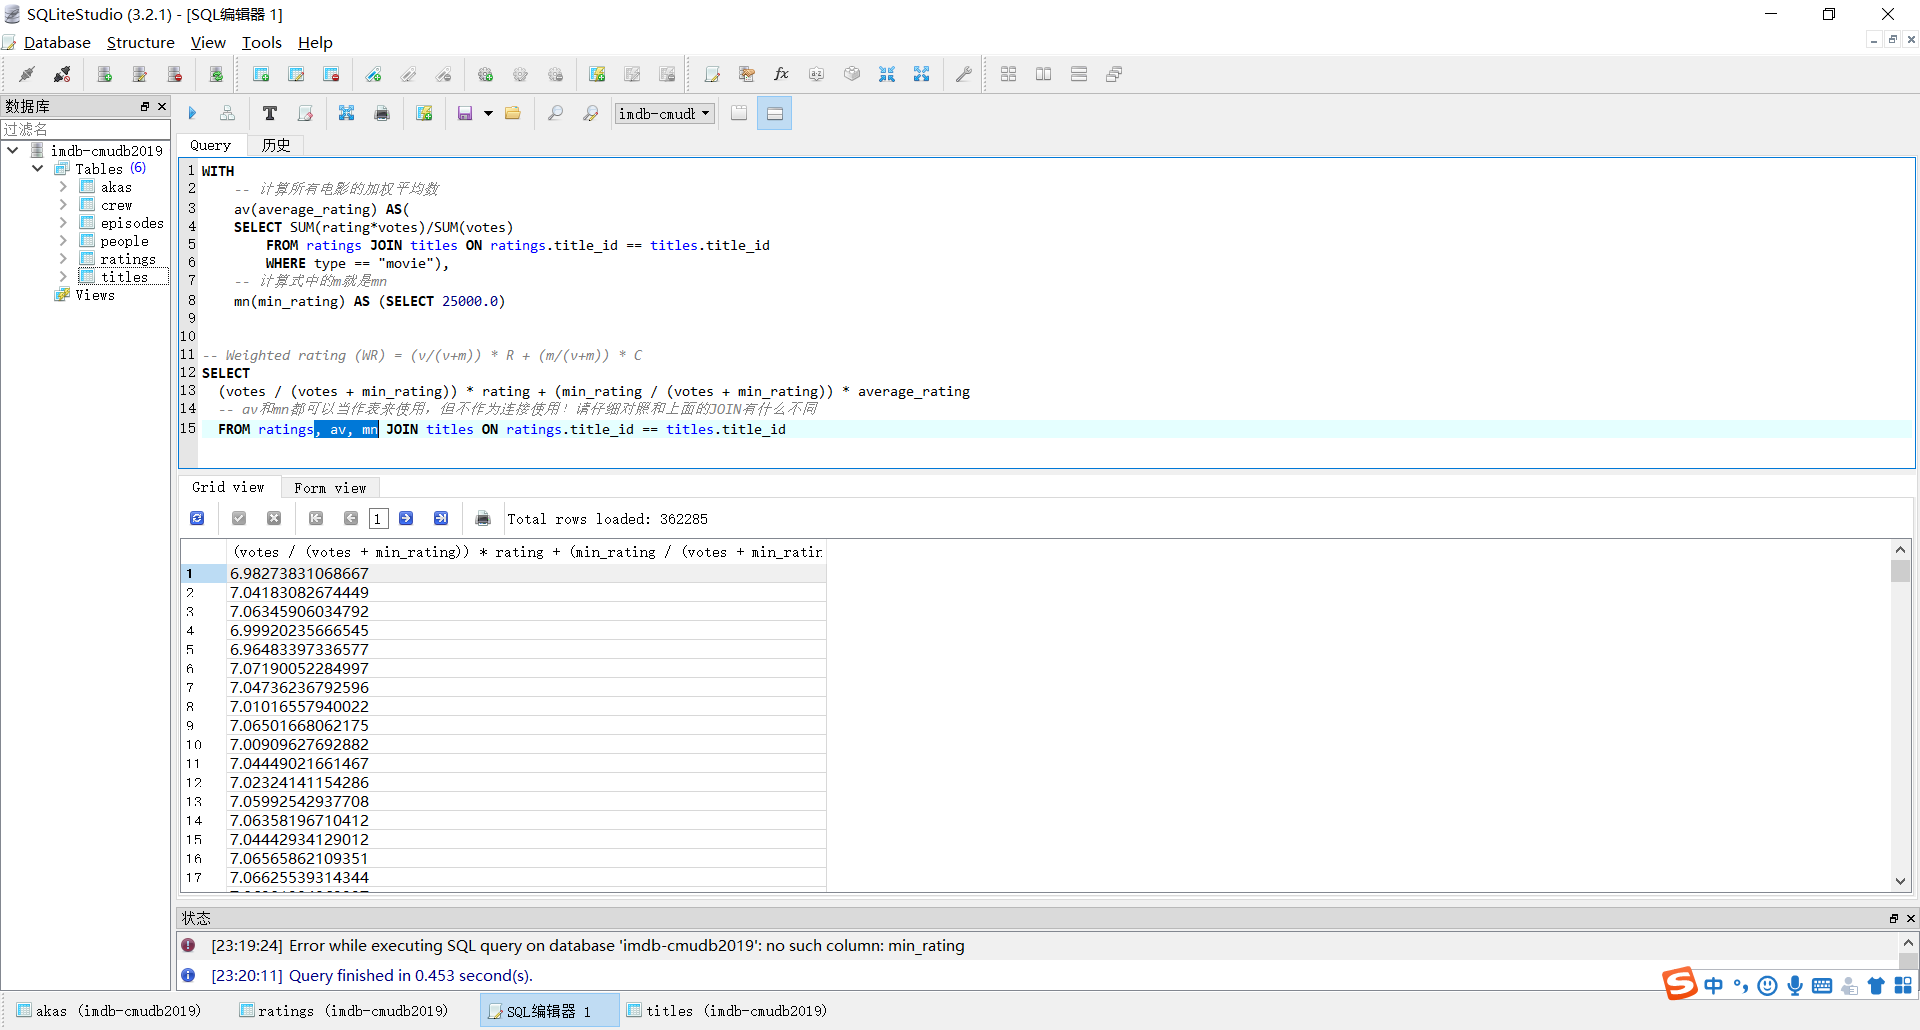 SQLiteStudio (3.2.1) - [SQL编辑器 1]
Database Structure View Tools Help
数据库
过滤名
imdb-cmudb2019
Tables (6)
akas
crew
episodes
people
ratings
titles
Views
imdb-cmudb
Query 历史
1 WITH
2 -- 计算所有电影的加权平均数
3 av(average_rating) AS(
4 SELECT SUM(rating*votes)/SUM(votes)
5 FROM ratings JOIN titles ON ratings.title_id == titles.title_id
6 WHERE type == "movie"),
7 -- 计算式中的m就是mn
8 mn(min_rating) AS (SELECT 25000.0)
9
10
11 -- Weighted rating (WR) = (v/(v+m)) * R + (m/(v+m)) * C
12 SELECT
13 (votes / (votes + min_rating)) * rating + (min_rating / (votes + min_rating)) * average_rating
14 -- av和mn都可以当作表来使用，但不作为连接使用！请仔细对照和上面的JOIN有什么不同
15 FROM ratings, av, mn JOIN titles ON ratings.title_id == titles.title_id
Grid view Form view
1 Total rows loaded: 362285
(votes / (votes + min_rating)) * rating + (min_rating / (votes + min_ratin
1 6.98273831068667
2 7.04183082674449
3 7.06345906034792
4 6.99920235666545
5 6.96483397336577
6 7.07190052284997
7 7.04736236792596
8 7.01016557940022
9 7.06501668062175
10 7.00909627692882
11 7.04449021661467
12 7.02324141154286
13 7.05992542937708
14 7.06358196710412
15 7.04442934129012
16 7.06565862109351
17 7.06625539314344
状态
[23:19:24] Error while executing SQL query on database 'imdb-cmudb2019': no such column: min_rating
[23:20:11] Query finished in 0.453 second(s).
中
akas (imdb-cmudb2019) ratings (imdb-cmudb2019) SQL编辑器 1 titles (imdb-cmudb2019)